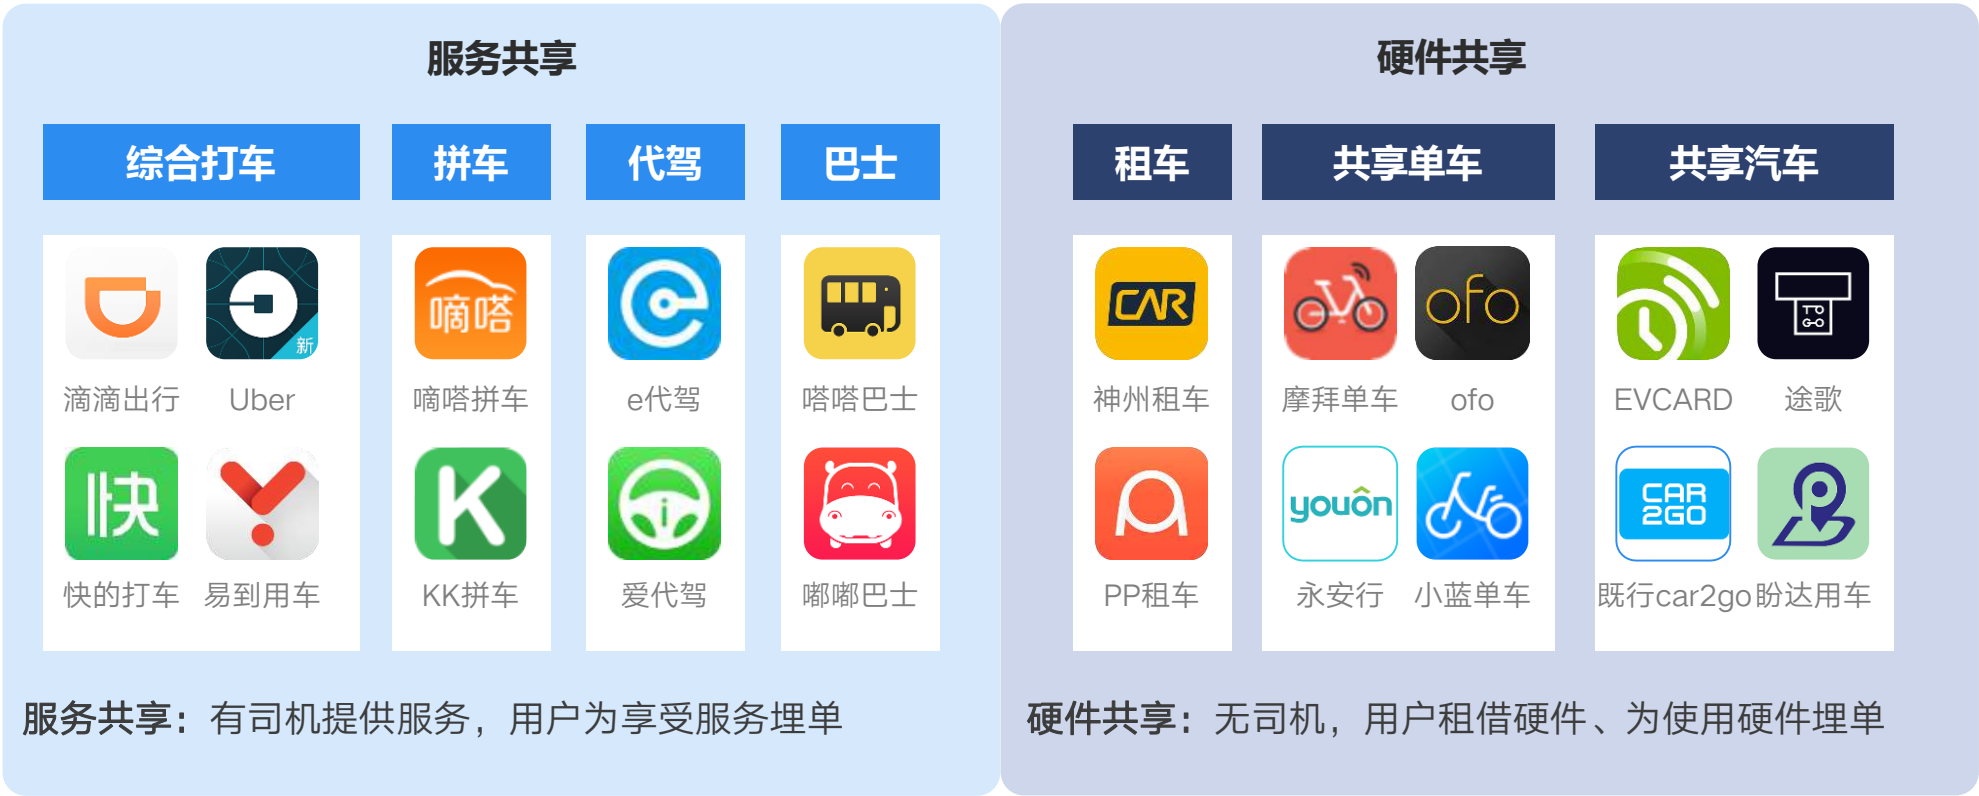 服务共享
硬件共享
综合打车
拼车
代驾
巴士
租车
共享单车
共享汽车
新
嘀嗒
CAR
ofo
TO
GO
滴滴出行
Uber
嘀嗒拼车
e代驾
嗒嗒巴士
神州租车
摩拜单车
ofo
EVCARD
途歌
快
K
youon
CAR
2GO
快的打车
易到用车
KK拼车
爱代驾
嘟嘟巴士
PP租车
永安行
小蓝单车
既行car2go
盼达用车
服务共享：有司机提供服务，用户为享受服务埋单
硬件共享：无司机，用户租借硬件、为使用硬件埋单